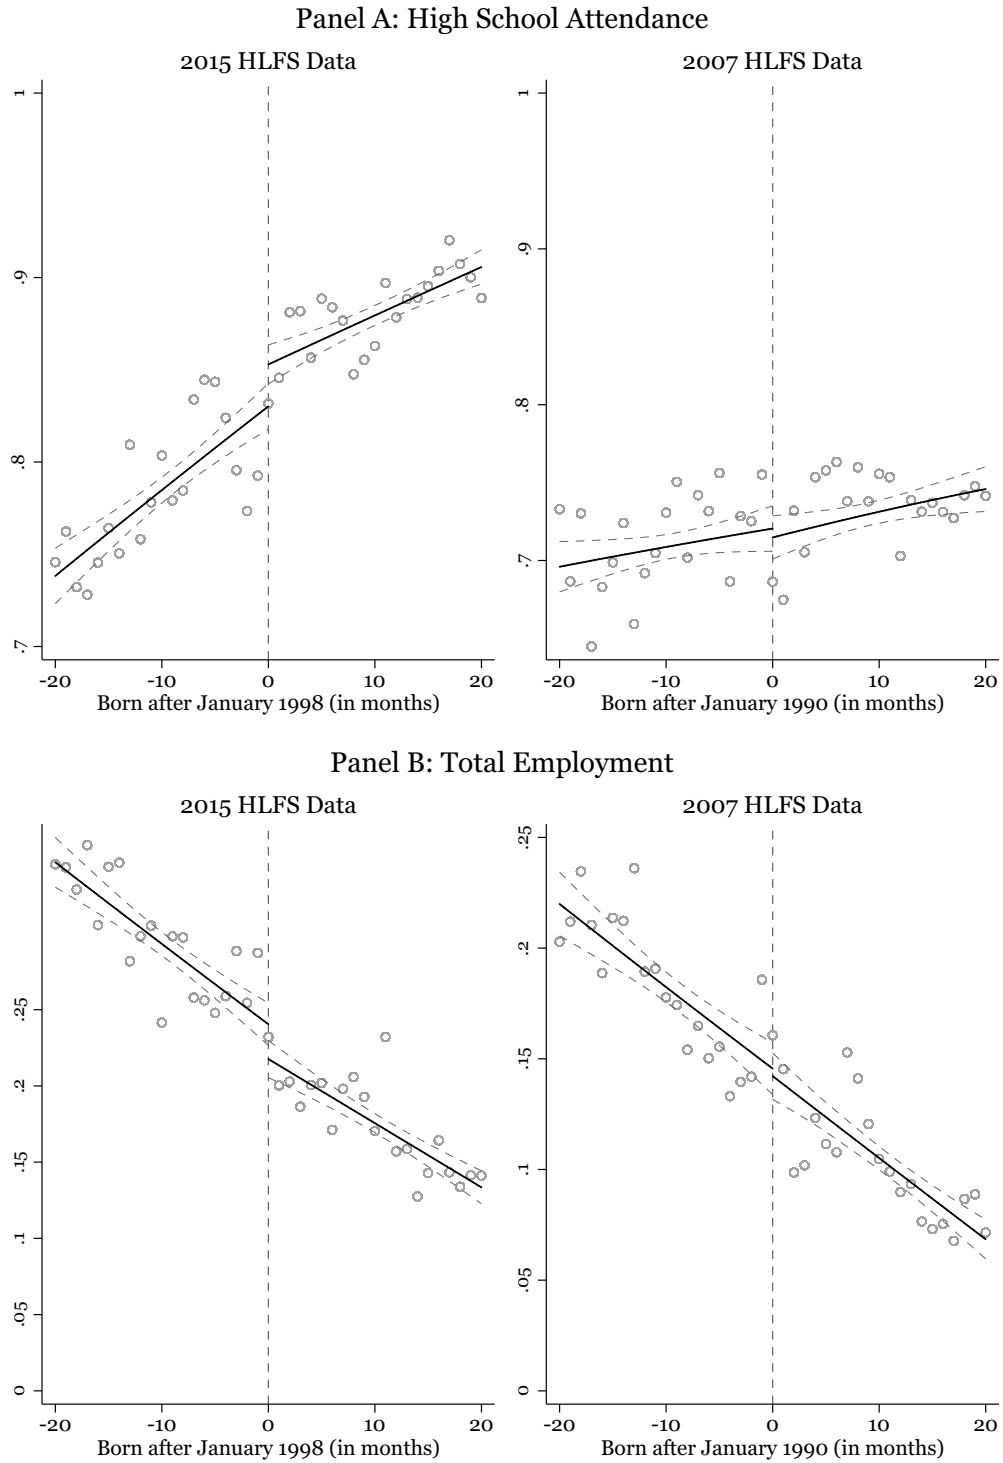 Panel A: High School Attendance
2015 HLFS Data
1
.9
.8
.7
-20 -10 0 10 20
Born after January 1998 (in months)
2007 HLFS Data
1
.9
.8
.7
-20 -10 0 10 20
Born after January 1990 (in months)
Panel B: Total Employment
2015 HLFS Data
.25
.2
.15
.1
.05
0
-20 -10 0 10 20
Born after January 1998 (in months)
2007 HLFS Data
.25
.2
.15
.1
.05
0
-20 -10 0 10 20
Born after January 1990 (in months)